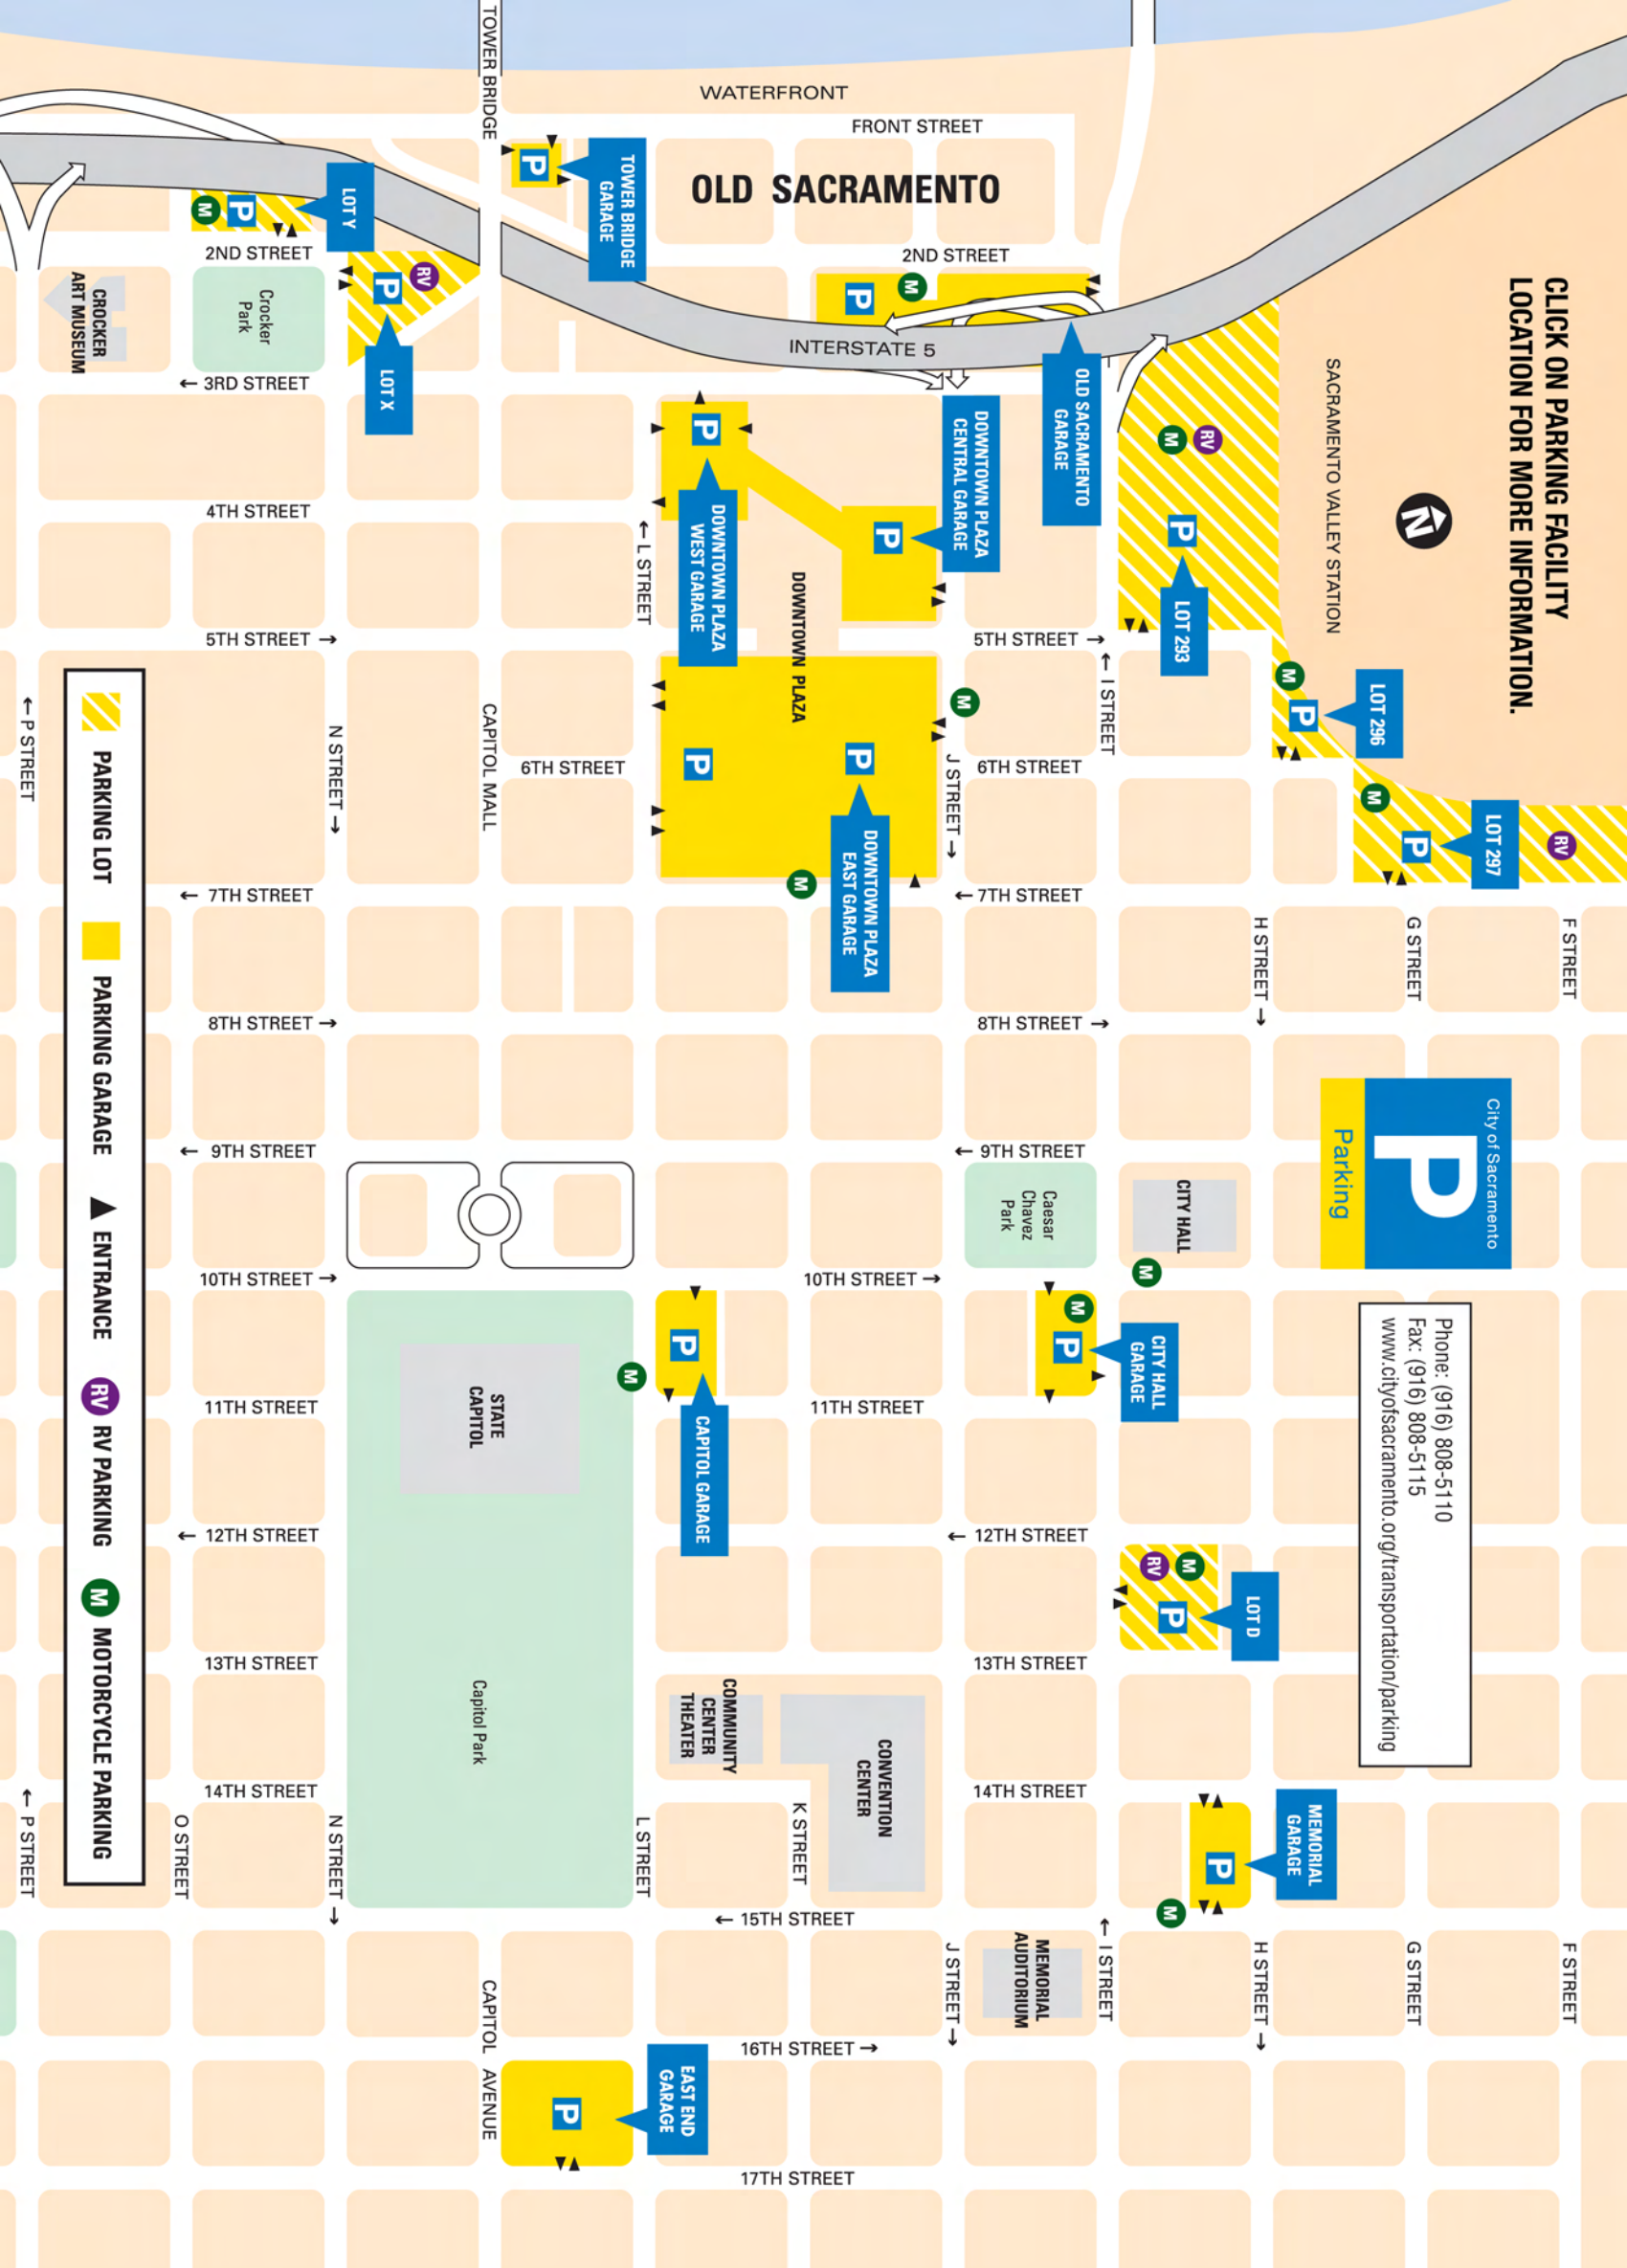 CLICK ON PARKING FACILITY
LOCATION FOR MORE INFORMATION.
City of Sacramento
P
Parking
Phone: (916) 808-5110
Fax: (916) 808-5115
www.cityofsacramento.org/transportation/parking
N
SACRAMENTO VALLEY STATION
F STREET
F STREET
RV
LOT 297
P
M
G STREET
G STREET
LOT 296
P
M
H STREET →
H STREET →
MEMORIAL
GARAGE
P
M
LOT D
M
RV
P
LOT 293
P
RV
M
CITY HALL
M
CITY HALL
GARAGE
M
P
← I STREET
← I STREET
OLD SACRAMENTO
GARAGE
MEMORIAL
AUDITORIUM
Caesar
Chavez
Park
2ND STREET
5TH STREET →
6TH STREET
← 7TH STREET
8TH STREET →
← 9TH STREET
10TH STREET →
11TH STREET
← 12TH STREET
13TH STREET
14TH STREET
← 15TH STREET
16TH STREET →
17TH STREET
M
J STREET →
J STREET →
DOWNTOWN PLAZA
CENTRAL GARAGE
P
M
P
INTERSTATE 5
WATERFRONT
FRONT STREET
OLD SACRAMENTO
DOWNTOWN PLAZA
DOWNTOWN PLAZA
EAST GARAGE
P
P
M
CONVENTION
CENTER
K STREET
COMMUNITY
CENTER
THEATER
DOWNTOWN PLAZA
WEST GARAGE
P
CAPITOL GARAGE
P
M
← L STREET
L STREET
TOWER BRIDGE
GARAGE
P
TOWER BRIDGE
EAST END
GARAGE
P
6TH STREET
CAPITOL MALL
STATE
CAPITOL
Capitol Park
CAPITOL AVENUE
RV
P
LOT X
LOT Y
P
M
N STREET →
N STREET →
2ND STREET
Crocker
Park
← 3RD STREET
4TH STREET
5TH STREET →
← 7TH STREET
8TH STREET →
← 9TH STREET
10TH STREET →
11TH STREET
← 12TH STREET
13TH STREET
14TH STREET
O STREET
CROCKER
ART MUSEUM
PARKING LOT
PARKING GARAGE
ENTRANCE
RV RV PARKING
M MOTORCYCLE PARKING
← P STREET
← P STREET